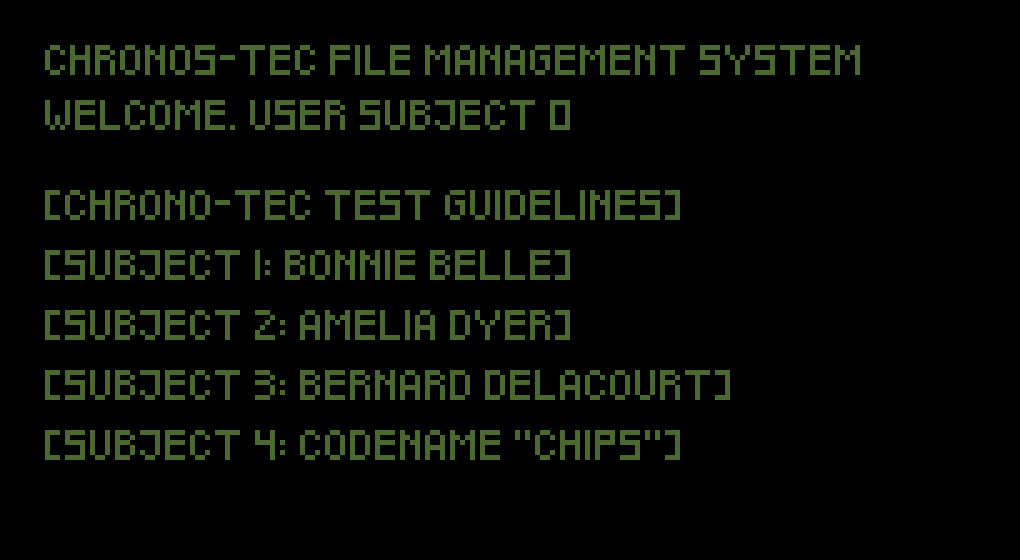 CHRONOS-TEC FILE MANAGEMENT SYSTEM
WELCOME. USER SUBJECT 0
[CHRONO-TEC TEST GUIDELINES]
[SUBJECT 1: BONNIE BELLE]
[SUBJECT 2: AMELIA DYER]
[SUBJECT 3: BERNARD DELACOURT]
[SUBJECT 4: CODENAME "CHIPS"]